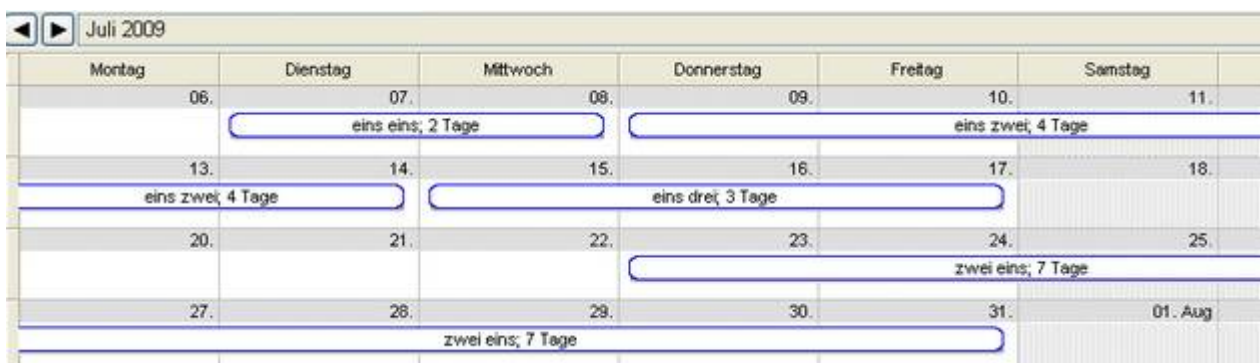 Juli 2009
Montag Dienstag Mittwoch Donnerstag Freitag Samstag
06. 07. 08. 09. 10. 11.
eins eins; 2 Tage eins zwei; 4 Tage
13. 14. 15. 16. 17. 18.
eins zwei; 4 Tage eins drei; 3 Tage
20. 21. 22. 23. 24. 25.
zwei eins; 7 Tage
27. 28. 29. 30. 31. 01. Aug
zwei eins; 7 Tage